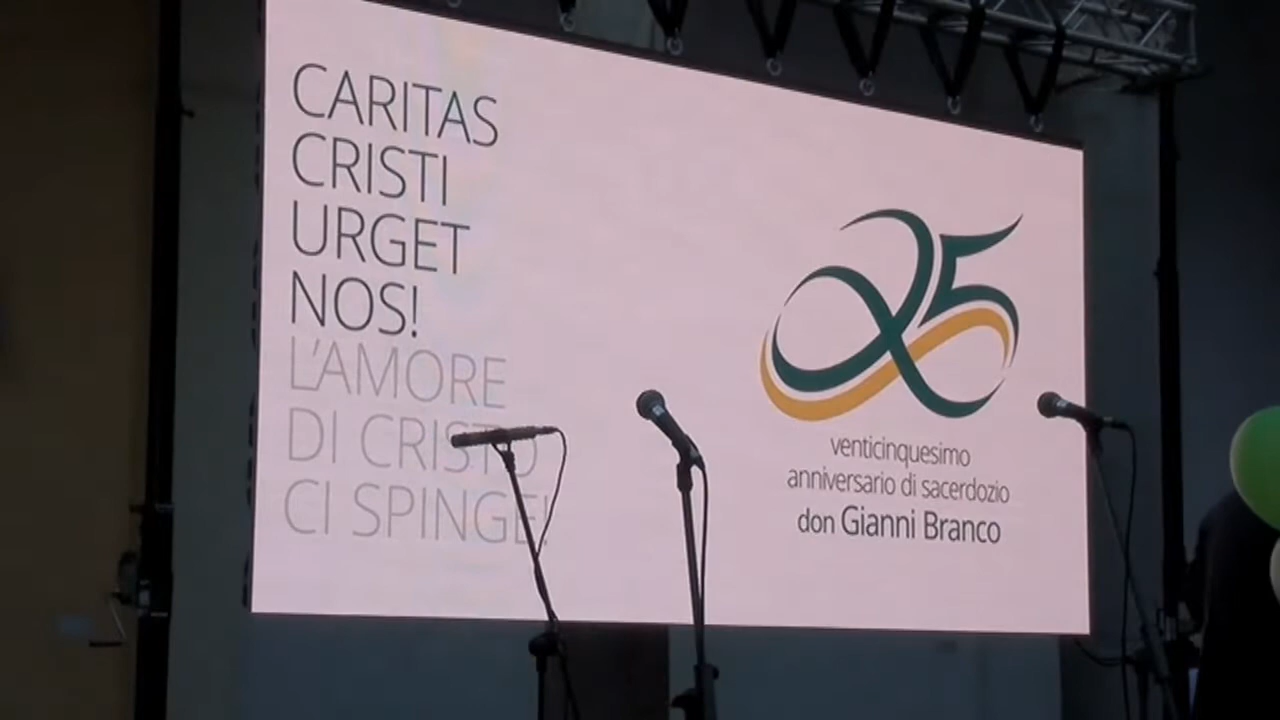 CARITAS
CRISTI
URGET
NOS!
L'AMORE
DI CRISTO
CI SPINGE!
25
venticinquesimo
anniversario di sacerdozio
don Gianni Branco